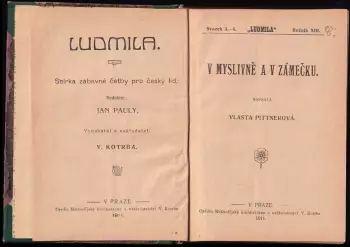 LUDMILA.
Sbírka zábavné četby pro český lid.
Redaktor:
JAN PAULY.
Vydavatel a nakladatel:
V. KOTRBA.
V PRAZE.
Svazek 3.-4. „LUDMILA“ Ročník XIII.
V MYSLIVNĚ A V ZÁMEČKU.
NAPSALA
VLASTA PITTNEROVÁ.
V PRAZE.
1911.